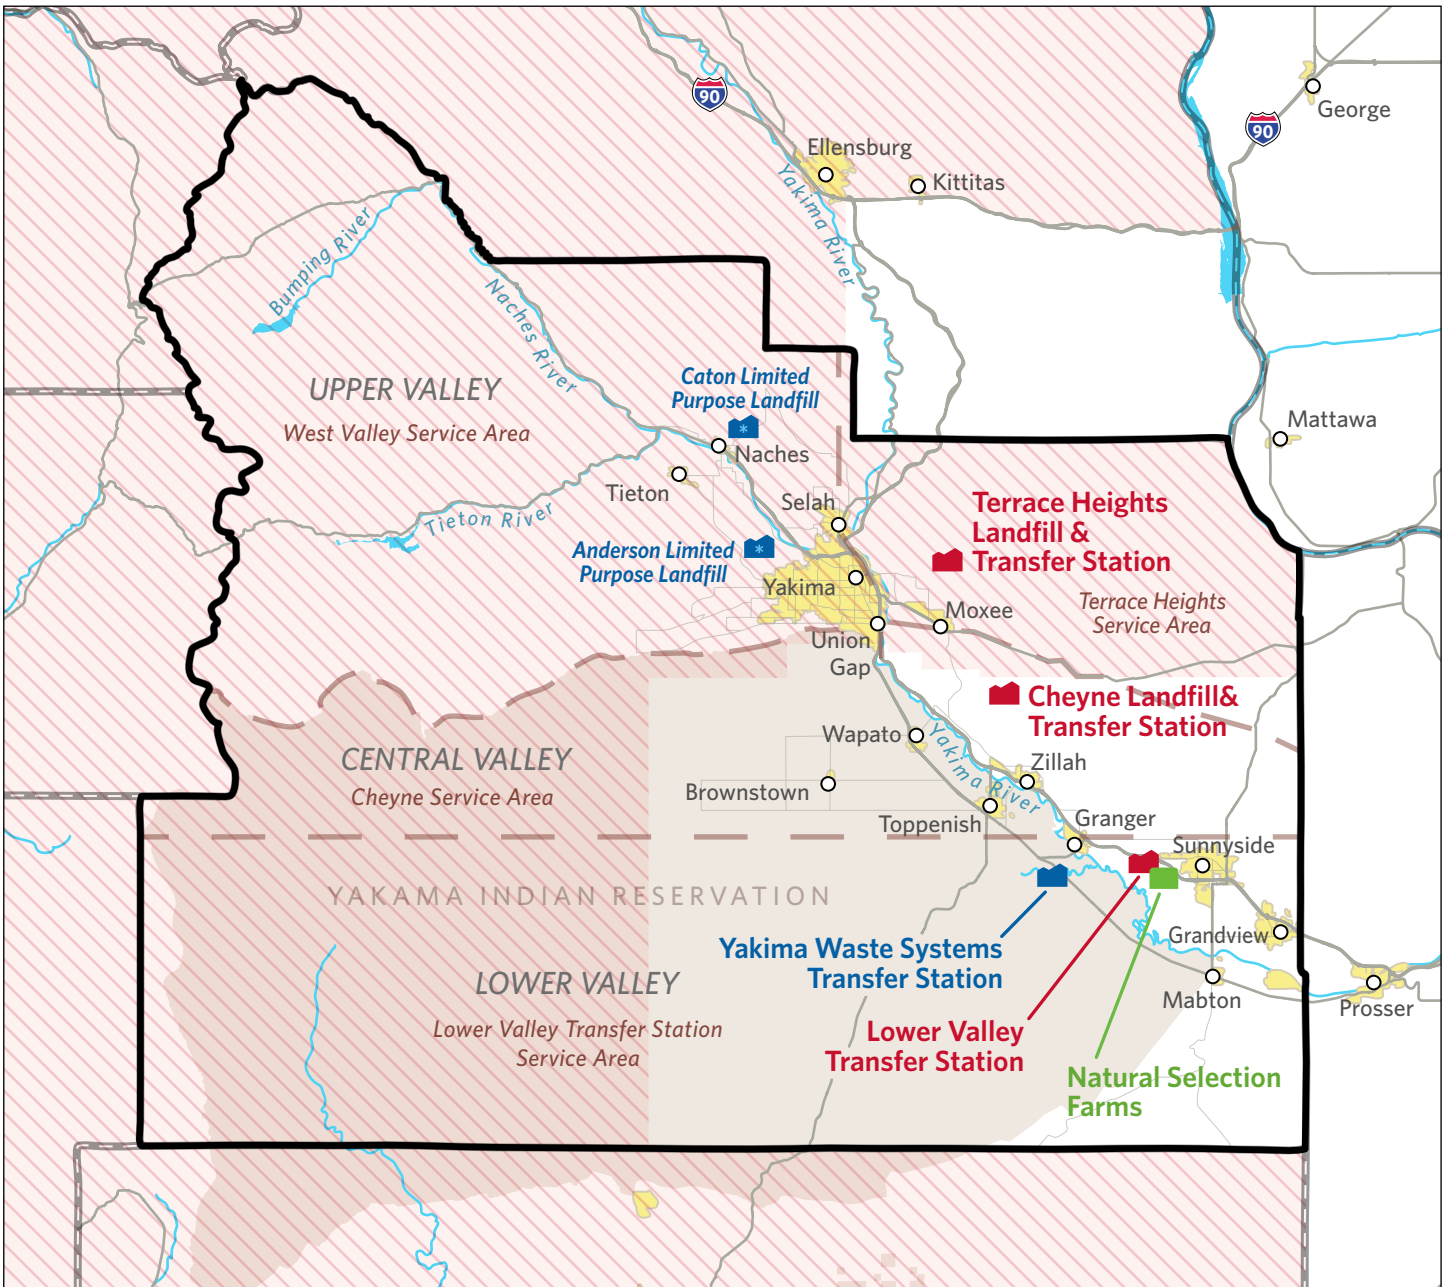 90
George
90
Ellensburg
Kittitas
Yakima River
Bumping River
Naches River
UPPER VALLEY
West Valley Service Area
Caton Limited
Purpose Landfill
*
Naches
Mattawa
Tieton
Selah
Tieton River
Anderson Limited
Purpose Landfill
*
Terrace Heights
Landfill &
Transfer Station
Yakima
Moxee
Terrace Heights
Service Area
Union
Gap
Cheyne Landfill&
Transfer Station
Wapato
Yakima River
CENTRAL VALLEY
Cheyne Service Area
Zillah
Brownstown
Toppenish
Granger
Sunnyside
YAKAMA INDIAN RESERVATION
Grandview
Yakima Waste Systems
Transfer Station
LOWER VALLEY
Lower Valley Transfer Station
Service Area
Mabton
Prosser
Lower Valley
Transfer Station
Natural Selection
Farms